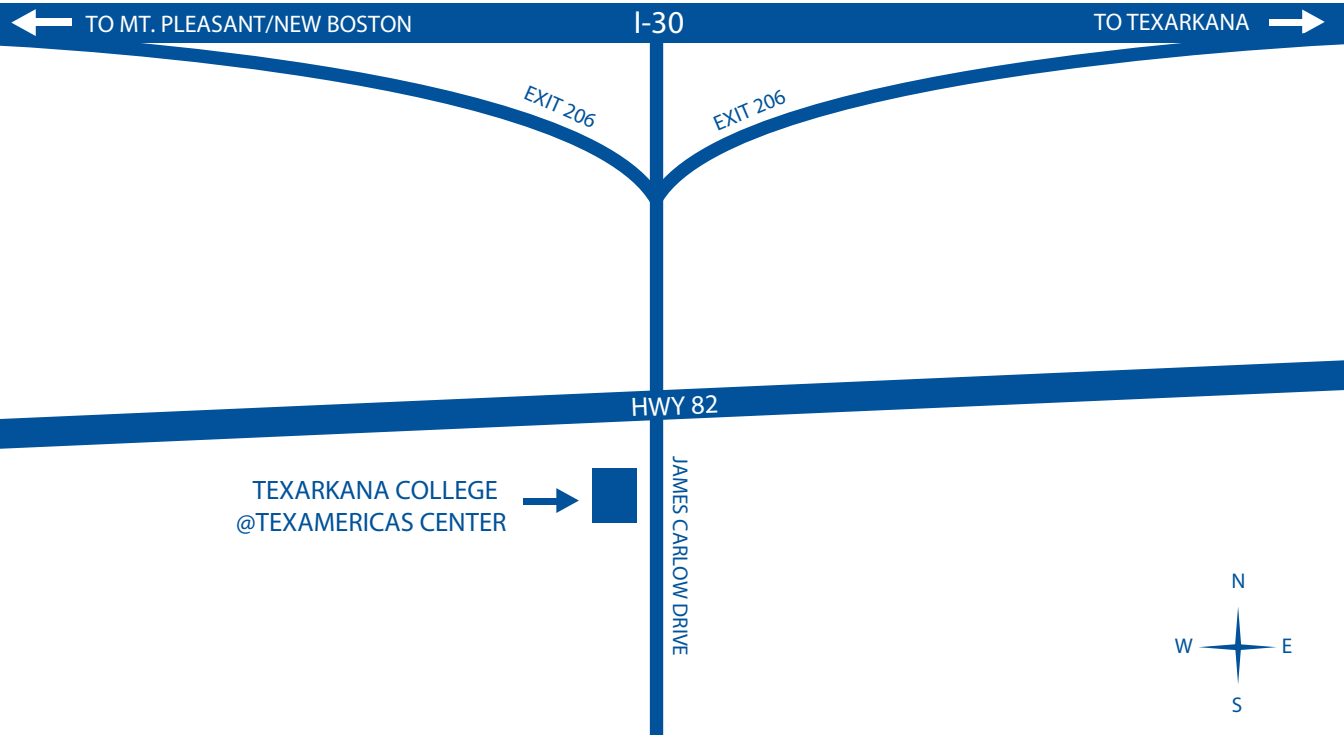 TO MT. PLEASANT/NEW BOSTON
I-30
TO TEXARKANA
EXIT 206
EXIT 206
HWY 82
JAMES CARLOW DRIVE
TEXARKANA COLLEGE
@TEXAMERICAS CENTER
N
W
E
S